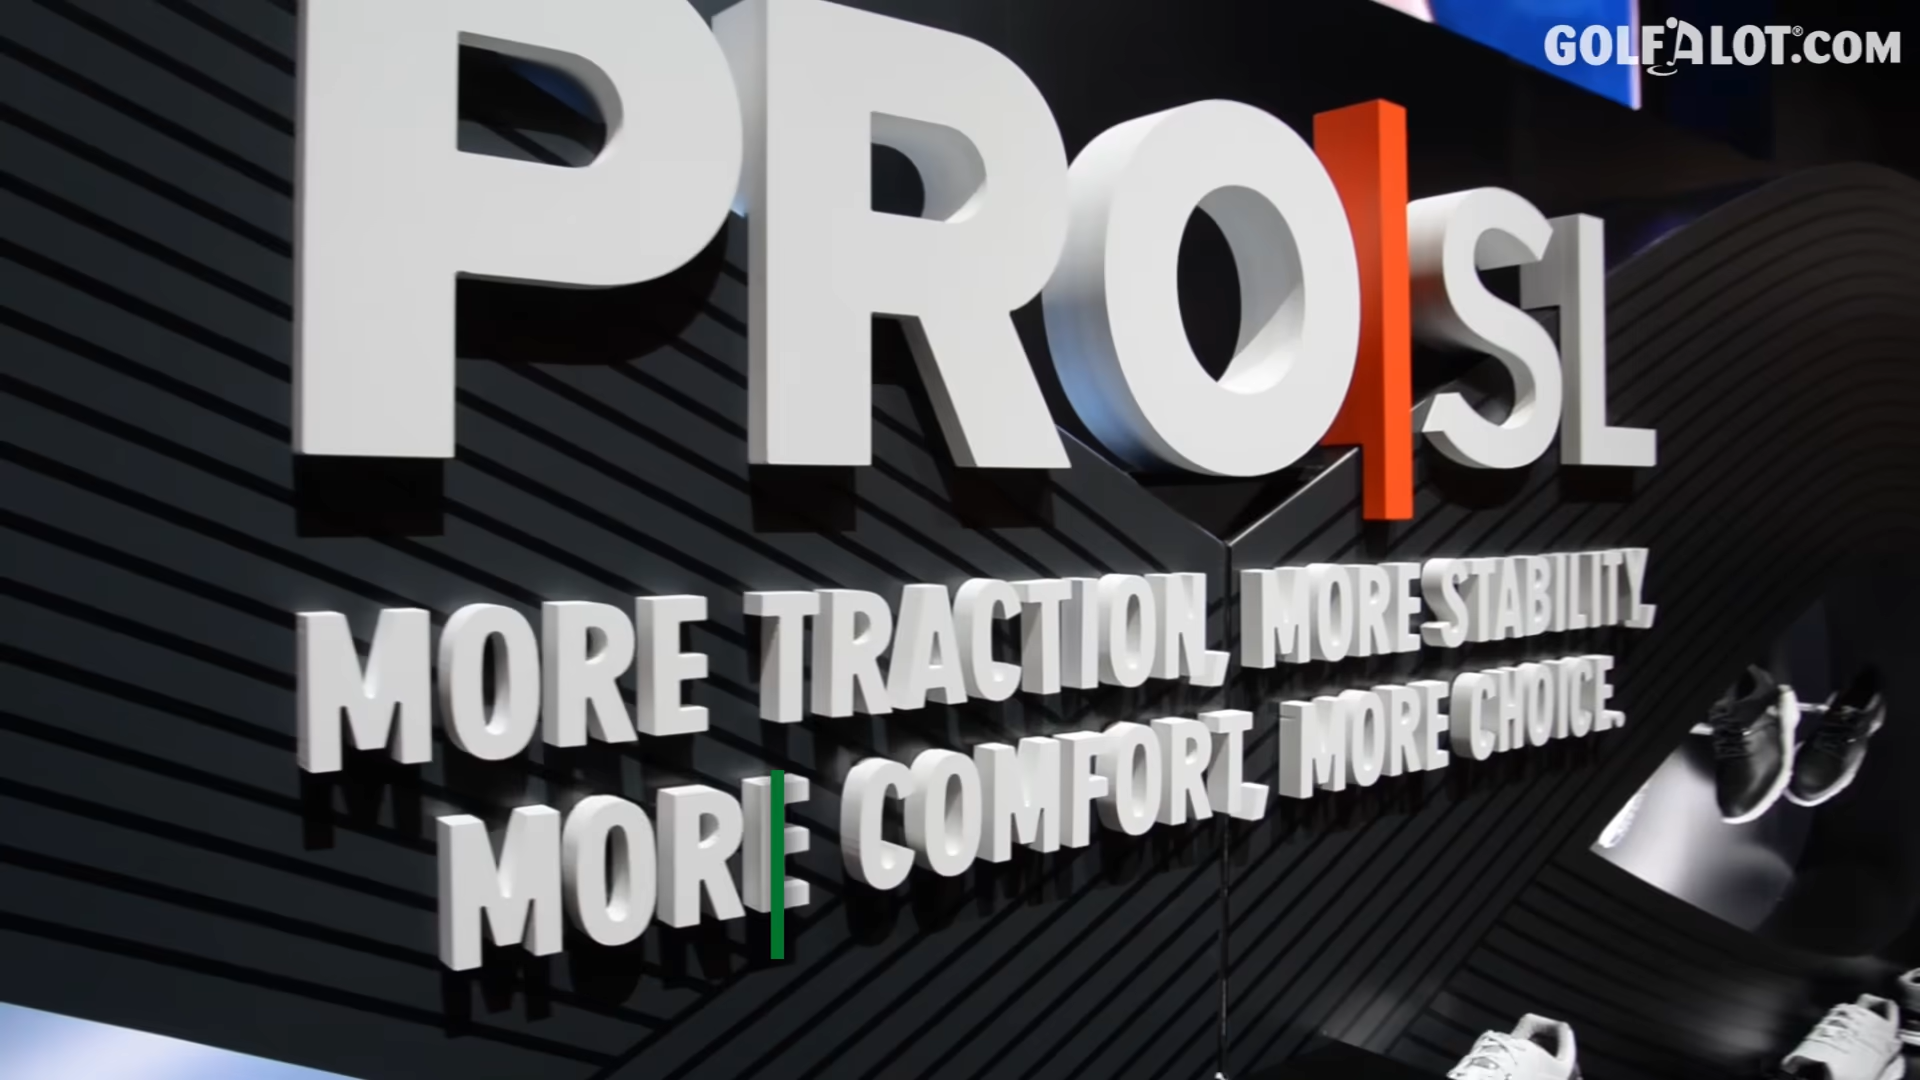 GOLFALOT®.COM
PRO|SL
MORE TRACTION, MORE STABILITY,
MORE COMFORT, MORE CHOICE.